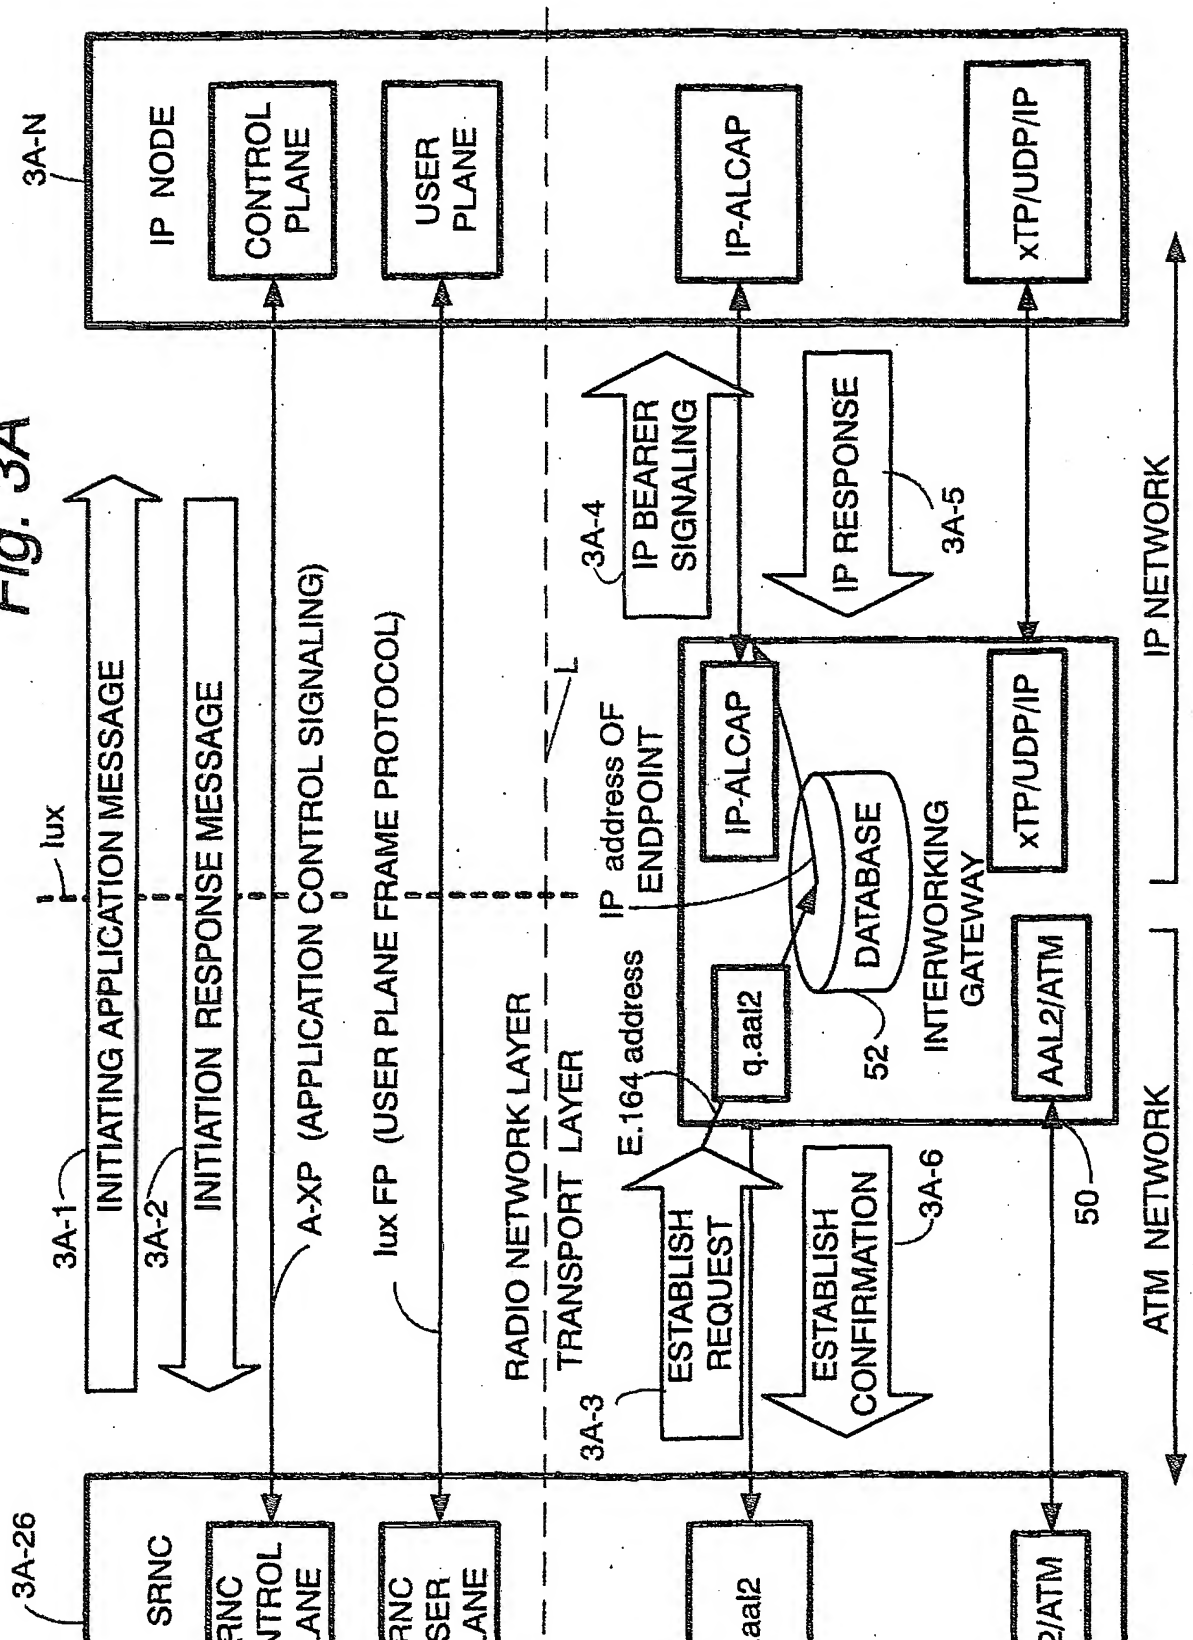 Fig. 3A
3A-26
SRNC
RNC
NTROL
LANE
RNC
SER
LANE
aal2
2/ATM
3A-1
INITIATING APPLICATION MESSAGE
Iux
3A-2
INITIATION RESPONSE MESSAGE
A-XP (APPLICATION CONTROL SIGNALING)
Iux FP (USER PLANE FRAME PROTOCOL)
RADIO NETWORK LAYER
TRANSPORT LAYER
L
3A-3
ESTABLISH
REQUEST
ESTABLISH
CONFIRMATION
3A-6
E.164 address
IP address OF
ENDPOINT
q.aal2
IP-ALCAP
DATABASE
52
INTERWORKING
GATEWAY
AAL2/ATM
xTP/UDP/IP
50
3A-4
IP BEARER
SIGNALING
IP RESPONSE
3A-5
3A-N
IP NODE
CONTROL
PLANE
USER
PLANE
IP-ALCAP
xTP/UDP/IP
ATM NETWORK
IP NETWORK